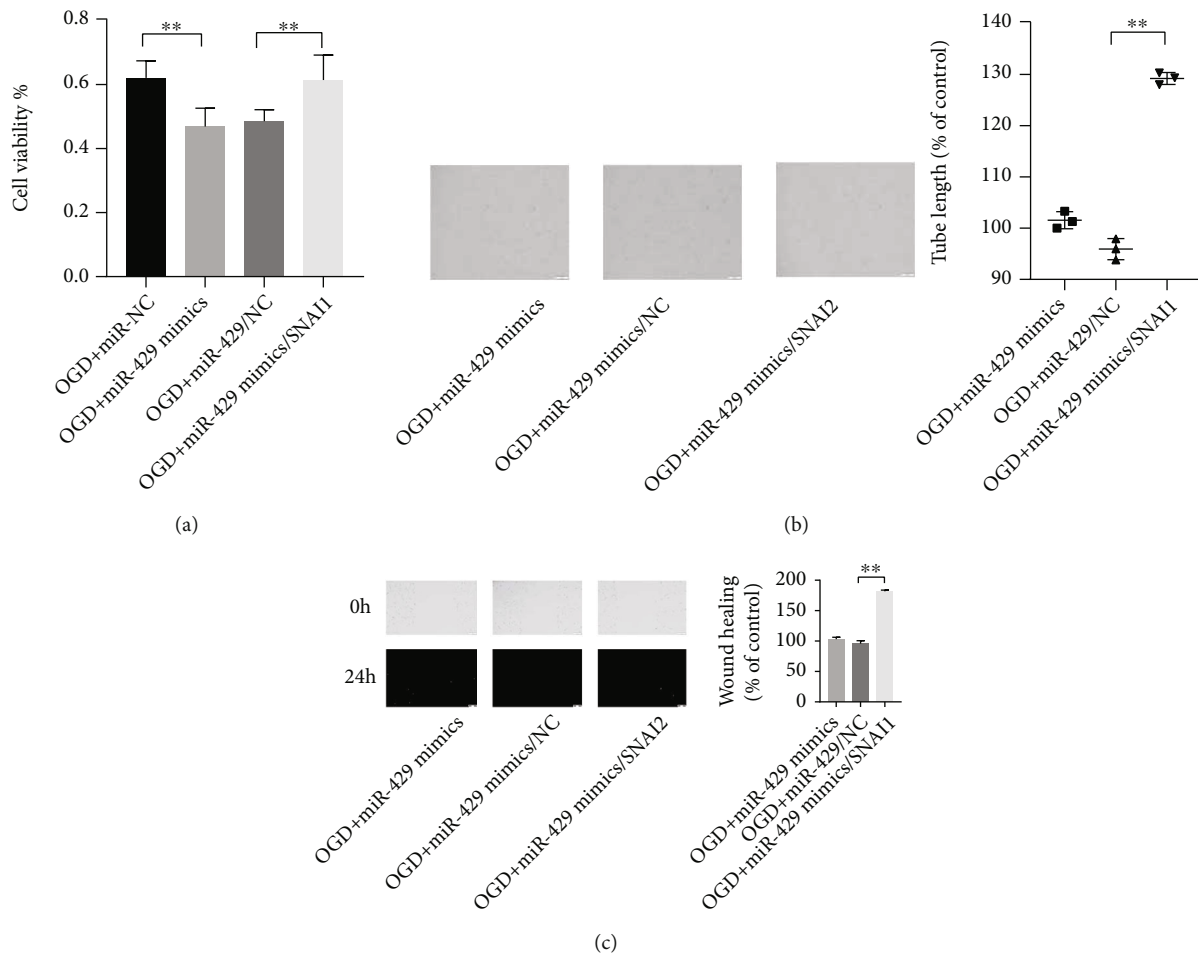 Cell viability %
0.8
0.6
0.4
0.2
0.0
**
**
OGD+miR-NC
OGD+miR-429 mimics
OGD+miR-429/NC
OGD+miR-429 mimics/SNAI1
(a)
OGD+miR-429 mimics
OGD+miR-429 mimics/NC
OGD+miR-429 mimics/SNAI2
Tube length (% of control)
140
130
120
110
100
90
**
OGD+miR-429 mimics
OGD+miR-429/NC
OGD+miR-429 mimics/SNAI1
(b)
0h
24h
OGD+miR-429 mimics
OGD+miR-429 mimics/NC
OGD+miR-429 mimics/SNAI2
Wound healing
(% of control)
200
150
100
50
0
**
OGD+miR-429 mimics
OGD+miR-429/NC
OGD+miR-429 mimics/SNAI1
(c)